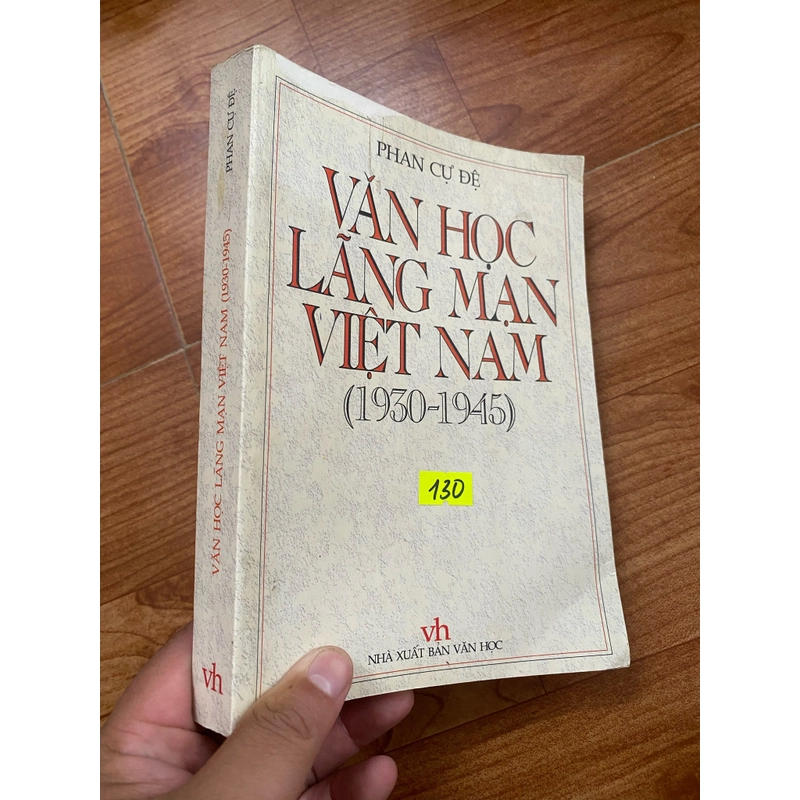 PHAN CỰ ĐỆ
VĂN HỌC
LÃNG MẠN
VIỆT NAM
(1930-1945)
130
vh
NHÀ XUẤT BẢN VĂN HỌC
PHAN CỰ ĐỆ
VĂN HỌC LÃNG MẠN VIỆT NAM (1930-1945)
vh